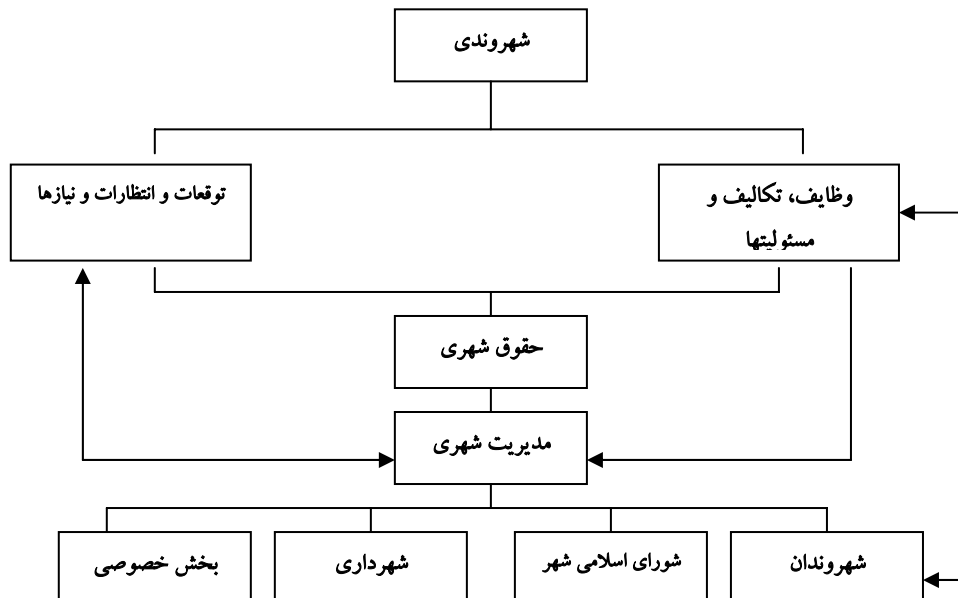 شهروندی
وظایف، تکالیف و
مسئولیتها
توقعات و انتظارات و نیازها
حقوق شهری
مدیریت شهری
شهروندان
شورای اسلامی شهر
شهرداری
بخش خصوصی